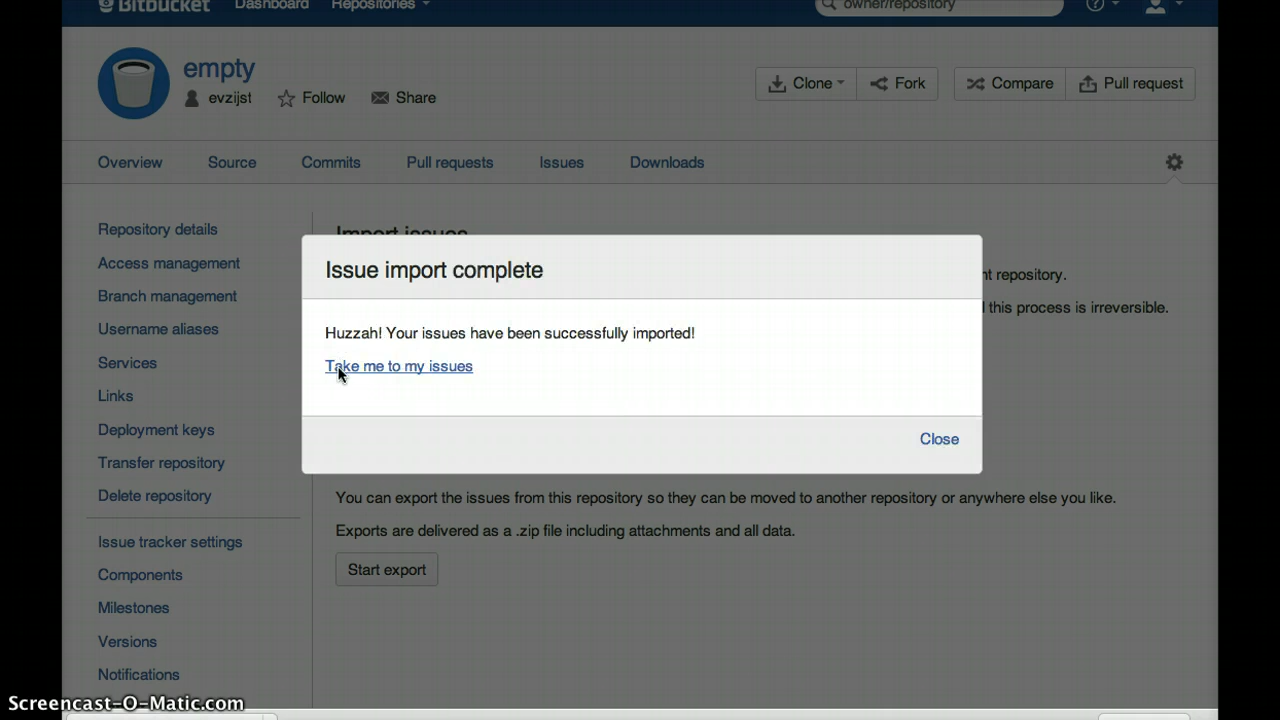 Bitbucket Dashboard Repositories owner/repository
empty
evzijst Follow Share
Clone Fork Compare Pull request
Overview Source Commits Pull requests Issues Downloads
Repository details
Access management
Branch management
Username aliases
Services
Links
Deployment keys
Transfer repository
Delete repository
Issue tracker settings
Components
Milestones
Versions
Notifications
Import issues
repository.
this process is irreversible.
Issue import complete
Huzzah! Your issues have been successfully imported!
Take me to my issues
Close
You can export the issues from this repository so they can be moved to another repository or anywhere else you like.
Exports are delivered as a .zip file including attachments and all data.
Start export
Screencast-O-Matic.com